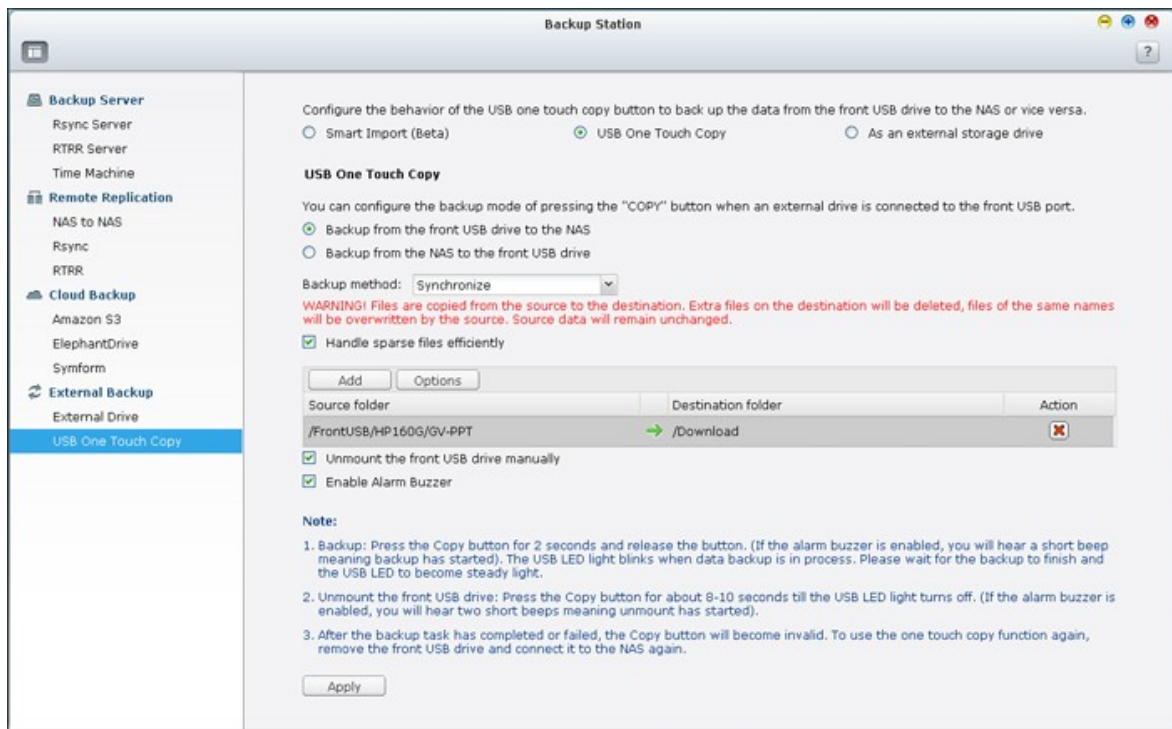 Backup Station
?
Backup Server
Rsync Server
RTRR Server
Time Machine
Remote Replication
NAS to NAS
Rsync
RTRR
Cloud Backup
Amazon S3
ElephantDrive
Symform
External Backup
External Drive
USB One Touch Copy
Configure the behavior of the USB one touch copy button to back up the data from the front USB drive to the NAS or vice versa.
Smart Import (Beta) USB One Touch Copy As an external storage drive
USB One Touch Copy
You can configure the backup mode of pressing the "COPY" button when an external drive is connected to the front USB port.
Backup from the front USB drive to the NAS
Backup from the NAS to the front USB drive
Backup method: Synchronize
WARNING! Files are copied from the source to the destination. Extra files on the destination will be deleted, files of the same names
will be overwritten by the source. Source data will remain unchanged.
Handle sparse files efficiently
Add Options
Source folder Destination folder Action
/FrontUSB/HP160G/GV-PPT /Download
Unmount the front USB drive manually
Enable Alarm Buzzer
Note:
1. Backup: Press the Copy button for 2 seconds and release the button. (If the alarm buzzer is enabled, you will hear a short beep
meaning backup has started). The USB LED light blinks when data backup is in process. Please wait for the backup to finish and
the USB LED to become steady light.
2. Unmount the front USB drive: Press the Copy button for about 8-10 seconds till the USB LED light turns off. (If the alarm buzzer is
enabled, you will hear two short beeps meaning unmount has started).
3. After the backup task has completed or failed, the Copy button will become invalid. To use the one touch copy function again,
remove the front USB drive and connect it to the NAS again.
Apply